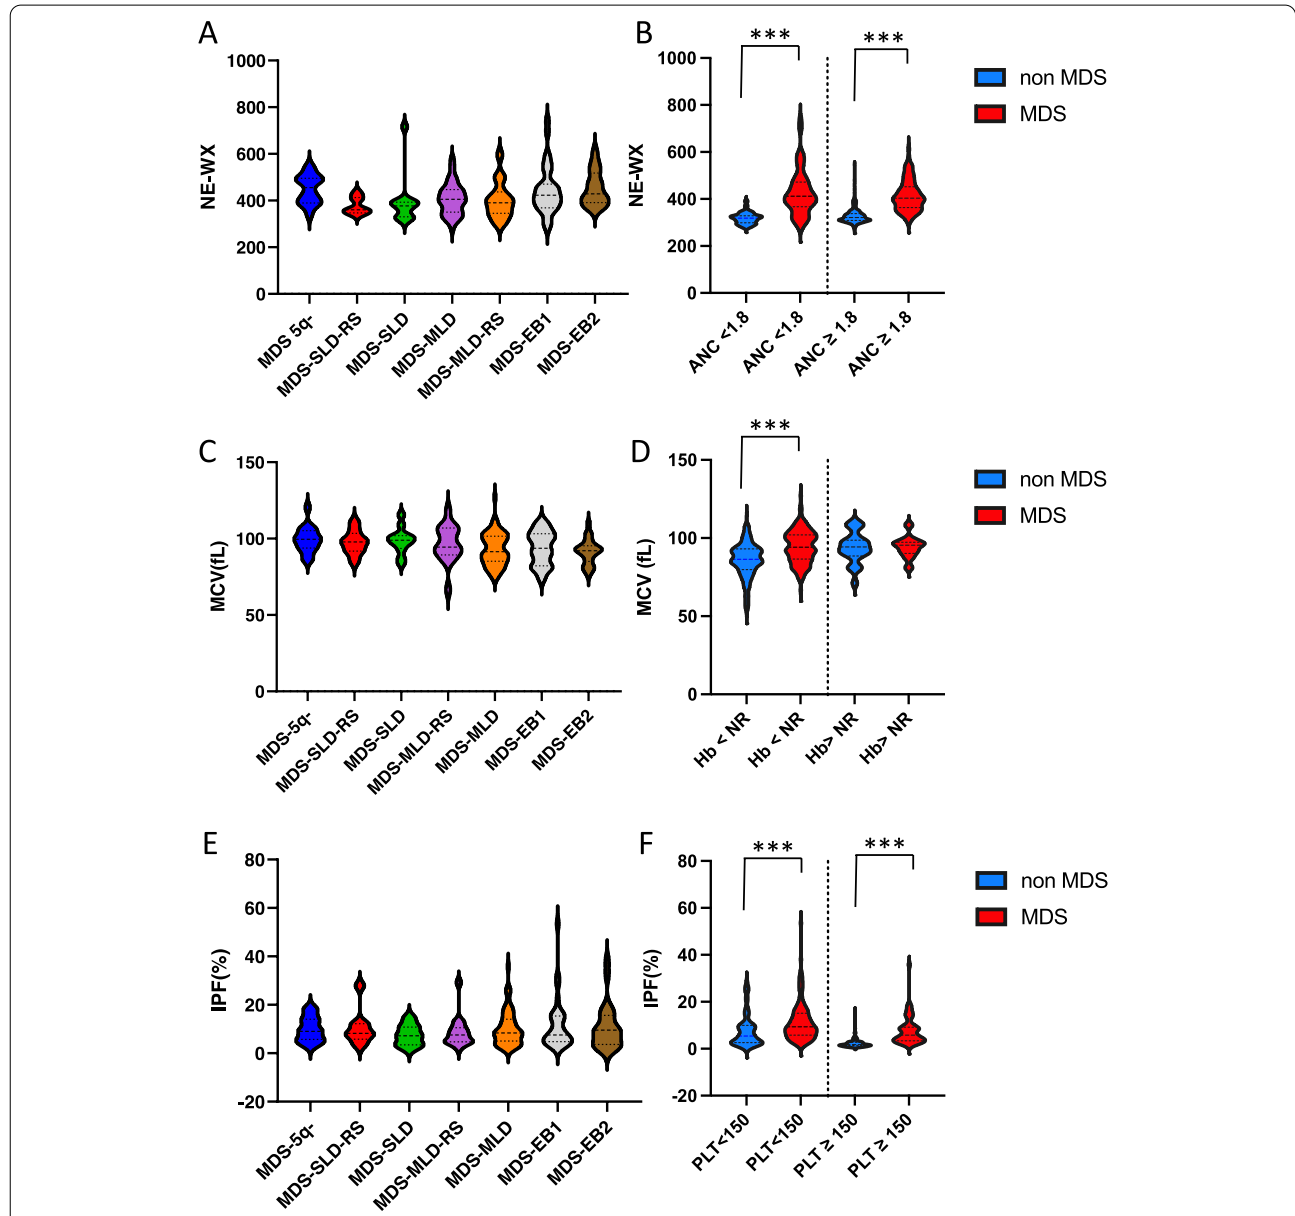 A
NE-WX
1000
800
600
400
200
0
MDS 5q-
MDS-SLD-RS
MDS-SLD
MDS-MLD
MDS-MLD-RS
MDS-EB1
MDS-EB2
B
NE-WX
1000
800
600
400
200
0
***
***
ANC <1.8
ANC <1.8
ANC ≥ 1.8
ANC ≥ 1.8
non MDS
MDS
C
MCV(fL)
150
100
50
0
MDS-5q-
MDS-SLD-RS
MDS-SLD
MDS-MLD-RS
MDS-MLD
MDS-EB1
MDS-EB2
D
MCV (fL)
150
100
50
0
***
Hb < NR
Hb < NR
Hb> NR
Hb> NR
non MDS
MDS
E
IPF(%)
80
60
40
20
0
-20
MDS-5q-
MDS-SLD-RS
MDS-SLD
MDS-MLD-RS
MDS-MLD
MDS-EB1
MDS-EB2
F
IPF(%)
80
60
40
20
0
-20
***
***
PLT<150
PLT<150
PLT ≥ 150
PLT ≥ 150
non MDS
MDS